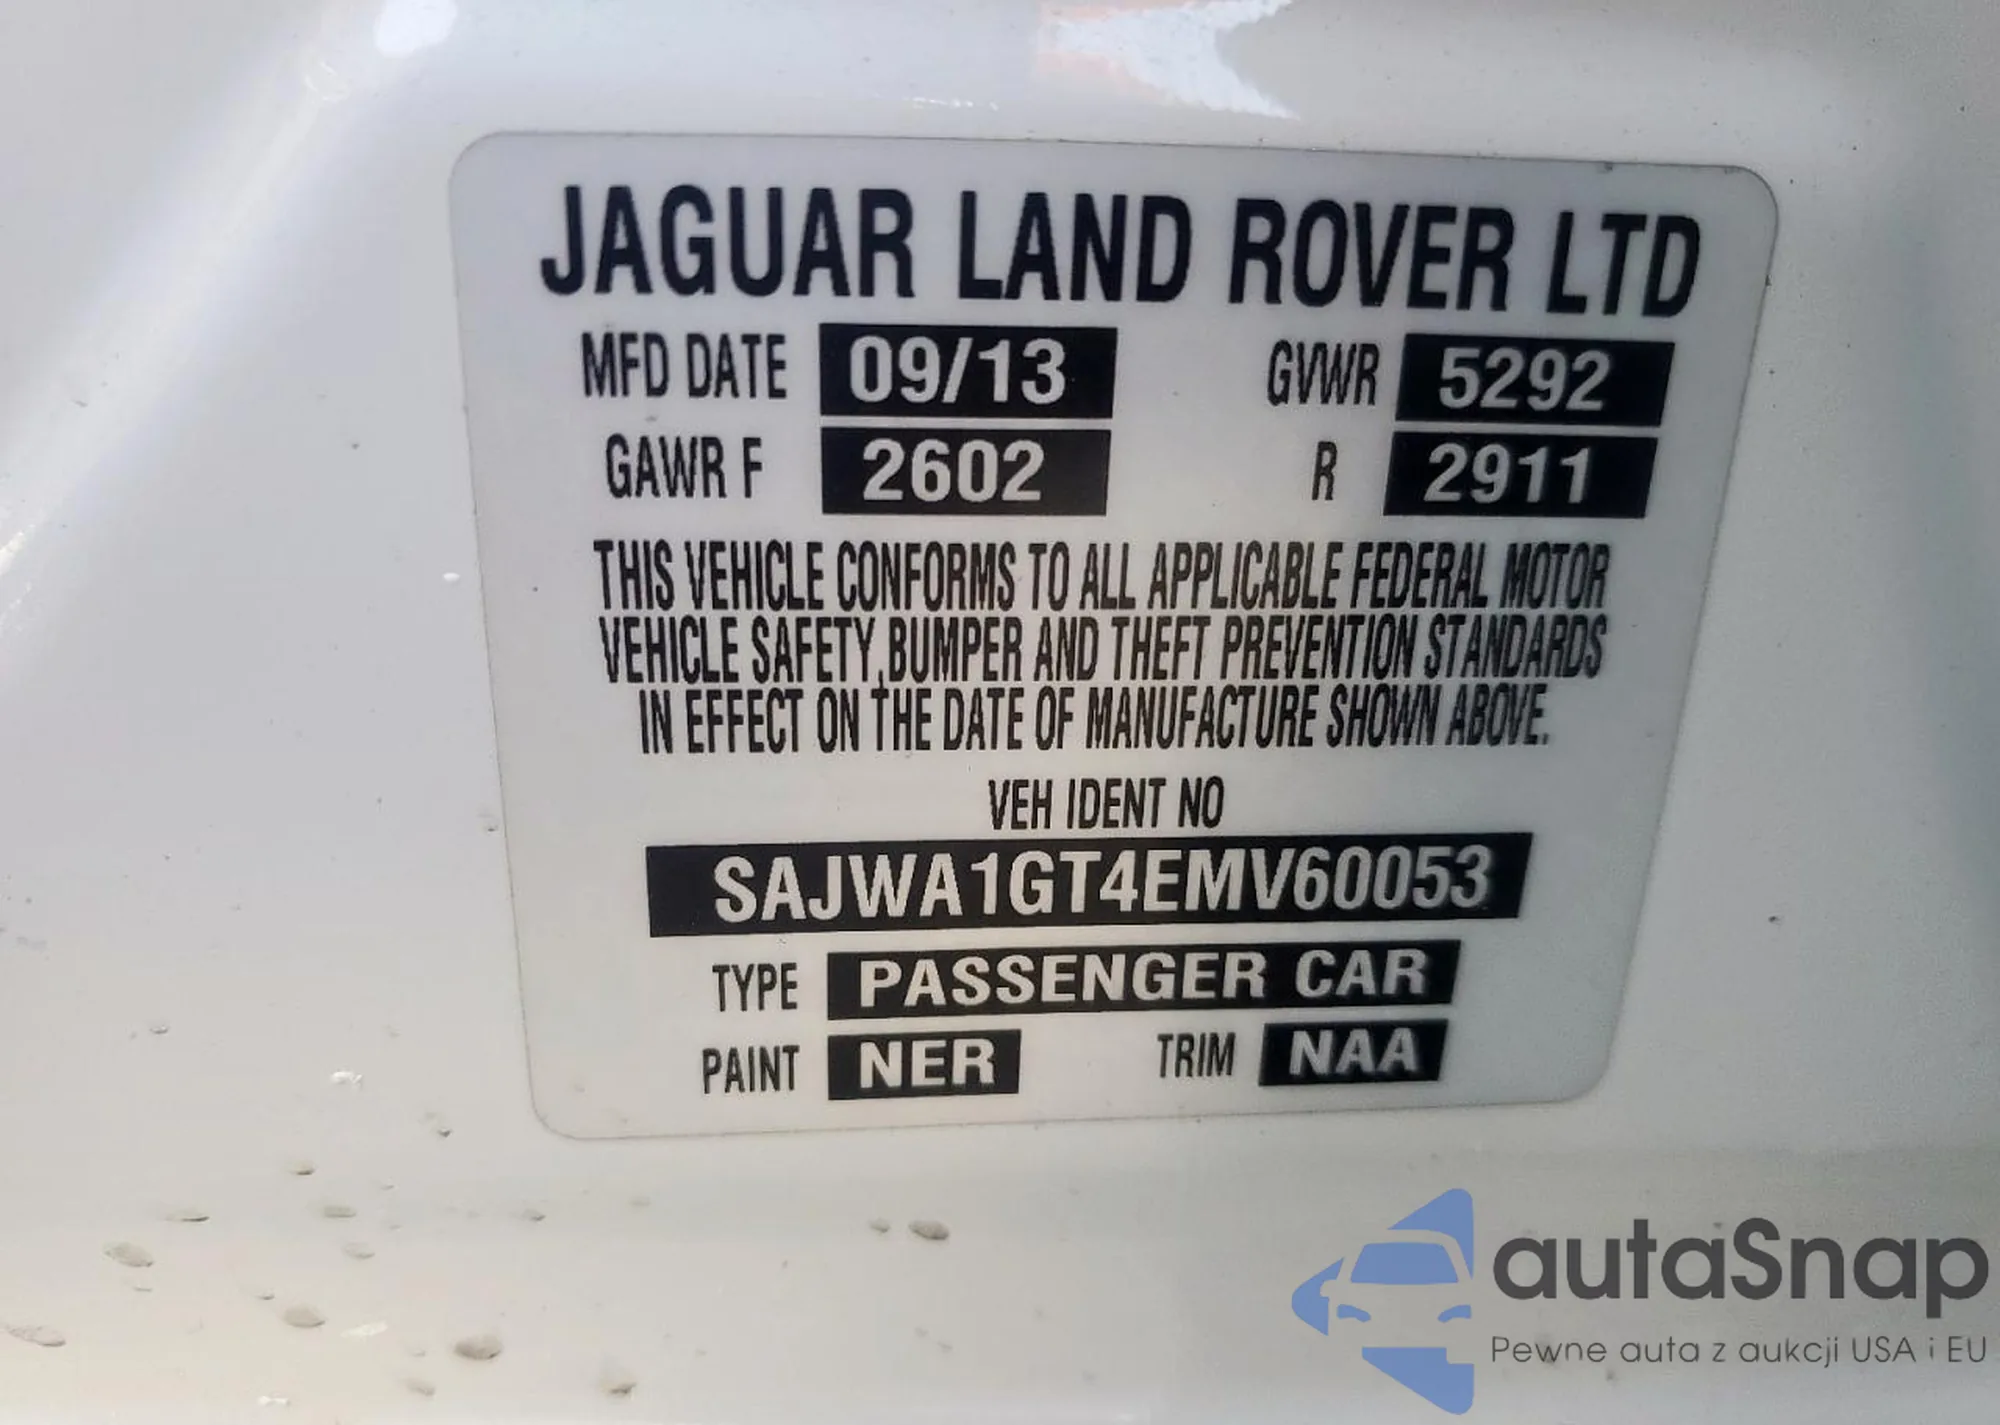 JAGUAR LAND ROVER LTD
MFD DATE 09/13 GVWR 5292
GAWR F 2602 R 2911
THIS VEHICLE CONFORMS TO ALL APPLICABLE FEDERAL MOTOR
VEHICLE SAFETY,BUMPER AND THEFT PREVENTION STANDARDS
IN EFFECT ON THE DATE OF MANUFACTURE SHOWN ABOVE.
VEH IDENT NO
SAJWA1GT4EMV60053
TYPE PASSENGER CAR
PAINT NER TRIM NAA
autaSnap
Pewne auta z aukcji USA i EU